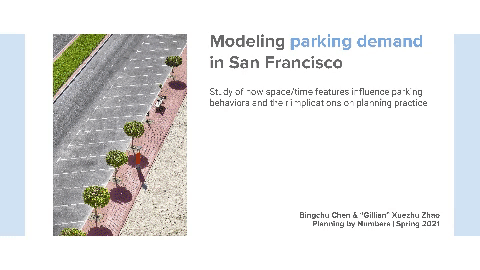 Modeling parking demand
in San Francisco
Study of how space/time features influence parking
behaviors and their implications on planning practice
Bingchu Chen & "Gillian" Xuezhu Zhao
Planning by Numbers | Spring 2021